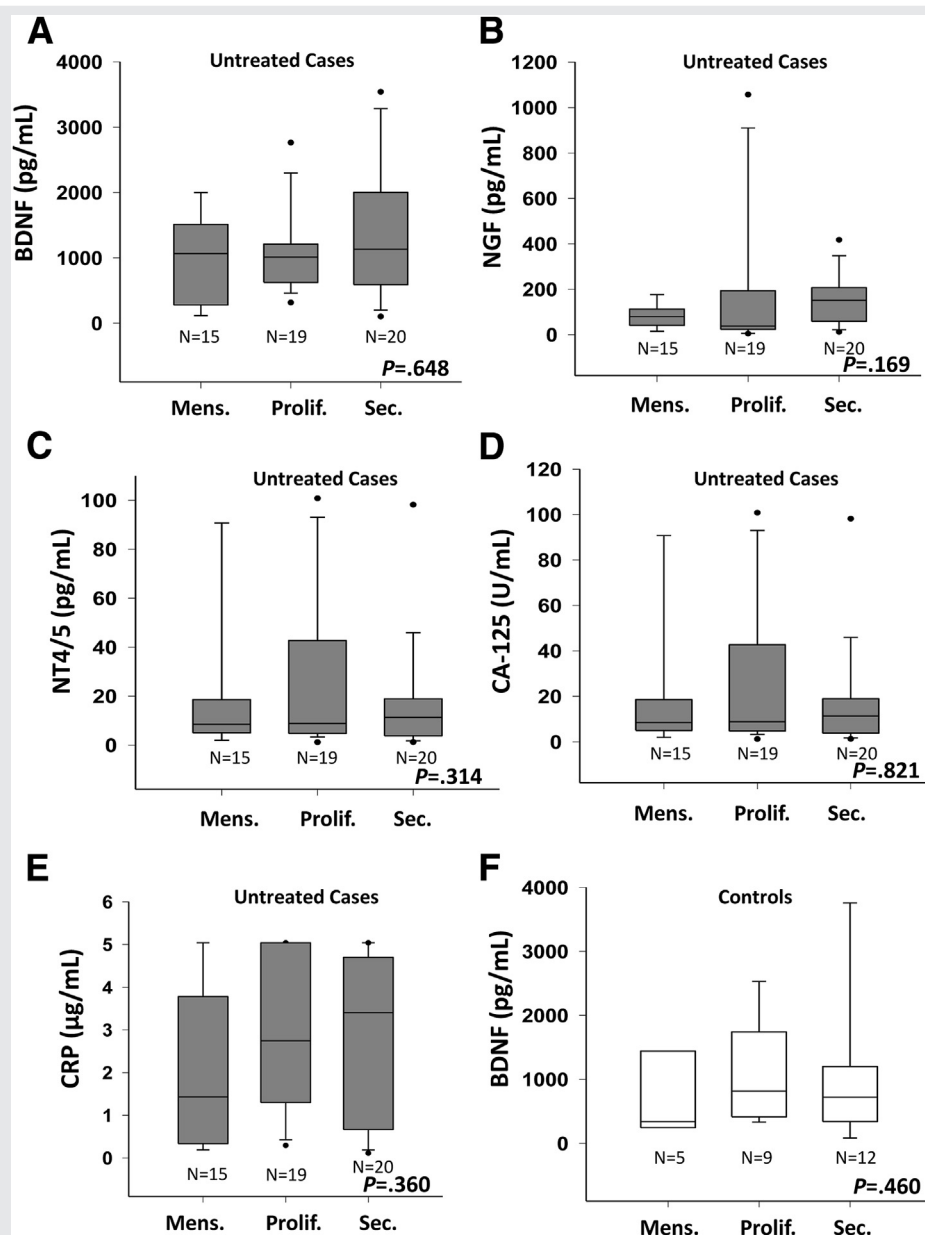 A
Untreated Cases
BDNF (pg/mL)
4000
3000
2000
1000
0
N=15 N=19 N=20
P=.648
Mens. Prolif. Sec.
B
Untreated Cases
NGF (pg/mL)
1200
1000
800
600
400
200
0
N=15 N=19 N=20
P=.169
Mens. Prolif. Sec.
C
Untreated Cases
NT4/5 (pg/mL)
100
80
60
40
20
0
N=15 N=19 N=20
P=.314
Mens. Prolif. Sec.
D
Untreated Cases
CA-125 (U/mL)
120
100
80
60
40
20
0
N=15 N=19 N=20
P=.821
Mens. Prolif. Sec.
E
Untreated Cases
CRP (µg/mL)
6
5
4
3
2
1
0
N=15 N=19 N=20
P=.360
Mens. Prolif. Sec.
F
Controls
BDNF (pg/mL)
4000
3000
2000
1000
0
N=5 N=9 N=12
P=.460
Mens. Prolif. Sec.